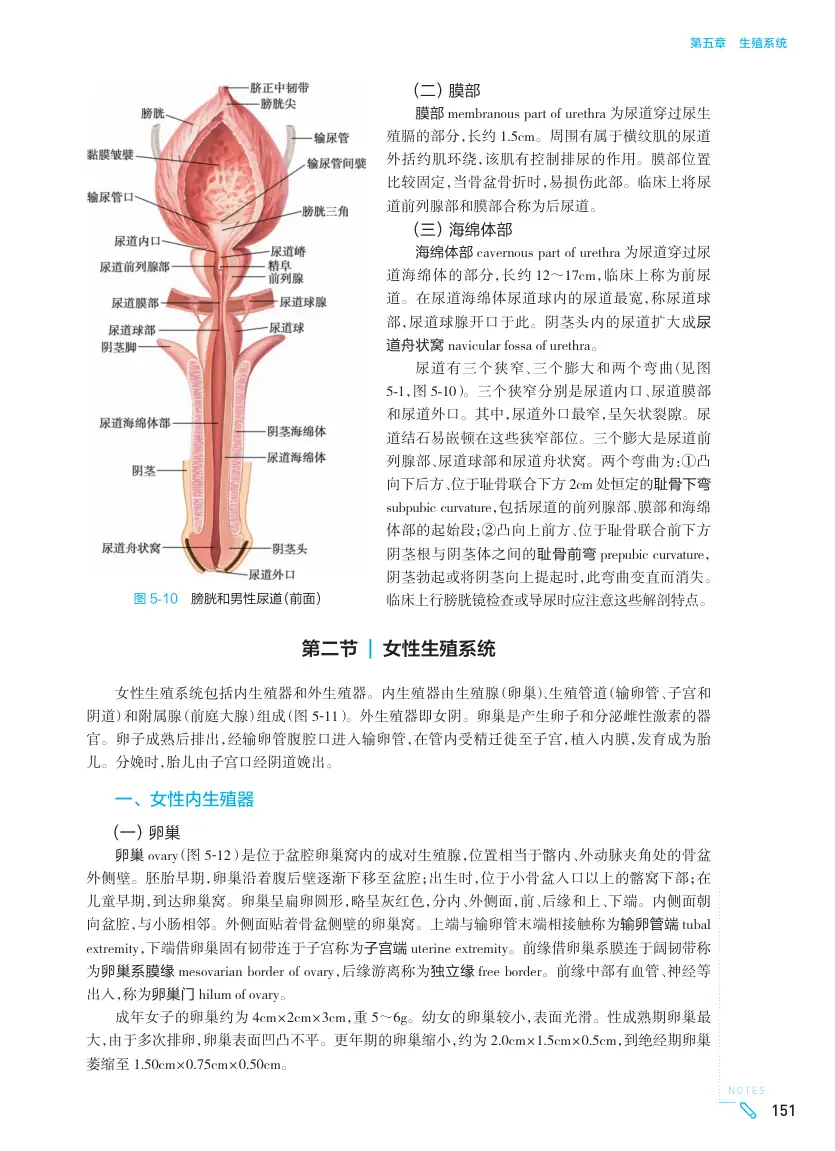 第五章 生殖系统
脐正中韧带
膀胱尖
膀胱
输尿管
黏膜皱襞
输尿管间襞
输尿管口
膀胱三角
尿道内口
尿道嵴
尿道前列腺部
精阜
前列腺
尿道膜部
尿道球腺
尿道球部
尿道球
阴茎脚
尿道海绵体部
阴茎海绵体
尿道海绵体
阴茎
尿道舟状窝
阴茎头
尿道外口
图 5-10 膀胱和男性尿道(前面)
(二)膜部
膜部 membranous part of urethra 为尿道穿过尿生
殖膈的部分,长约 1.5cm。周围有属于横纹肌的尿道
外括约肌环绕,该肌有控制排尿的作用。膜部位置
比较固定,当骨盆骨折时,易损伤此部。临床上将尿
道前列腺部和膜部合称为后尿道。
(三)海绵体部
海绵体部 cavernous part of urethra 为尿道穿过尿
道海绵体的部分,长约 12～17cm,临床上称为前尿
道。在尿道海绵体尿道球内的尿道最宽,称尿道球
部,尿道球腺开口于此。阴茎头内的尿道扩大成尿
道舟状窝 navicular fossa of urethra。
尿道有三个狭窄、三个膨大和两个弯曲(见图
5-1,图 5-10)。三个狭窄分别是尿道内口、尿道膜部
和尿道外口。其中,尿道外口最窄,呈矢状裂隙。尿
道结石易嵌顿在这些狭窄部位。三个膨大是尿道前
列腺部、尿道球部和尿道舟状窝。两个弯曲为:①凸
向下后方、位于耻骨联合下方 2cm 处恒定的耻骨下弯
subpubic curvature,包括尿道的前列腺部、膜部和海绵
体部的起始段;②凸向上前方、位于耻骨联合前下方
阴茎根与阴茎体之间的耻骨前弯 prepubic curvature,
阴茎勃起或将阴茎向上提起时,此弯曲变直而消失。
临床上行膀胱镜检查或导尿时应注意这些解剖特点。
第二节 | 女性生殖系统
女性生殖系统包括内生殖器和外生殖器。内生殖器由生殖腺(卵巢)、生殖管道(输卵管、子宫和
阴道)和附属腺(前庭大腺)组成(图 5-11)。外生殖器即女阴。卵巢是产生卵子和分泌雌性激素的器
官。卵子成熟后排出,经输卵管腹腔口进入输卵管,在管内受精迁徙至子宫,植入内膜,发育成为胎
儿。分娩时,胎儿由子宫口经阴道娩出。
一、女性内生殖器
(一)卵巢
卵巢 ovary(图 5-12)是位于盆腔卵巢窝内的成对生殖腺,位置相当于髂内、外动脉夹角处的骨盆
外侧壁。胚胎早期,卵巢沿着腹后壁逐渐下移至盆腔;出生时,位于小骨盆入口以上的髂窝下部;在
儿童早期,到达卵巢窝。卵巢呈扁卵圆形,略呈灰红色,分内、外侧面,前、后缘和上、下端。内侧面朝
向盆腔,与小肠相邻。外侧面贴着骨盆侧壁的卵巢窝。上端与输卵管末端相接触称为输卵管端 tubal
extremity,下端借卵巢固有韧带连于子宫称为子宫端 uterine extremity。前缘借卵巢系膜连于阔韧带称
为卵巢系膜缘 mesovarian border of ovary,后缘游离称为独立缘 free border。前缘中部有血管、神经等
出入,称为卵巢门 hilum of ovary。
成年女子的卵巢约为 4cm×2cm×3cm,重 5～6g。幼女的卵巢较小,表面光滑。性成熟期卵巢最
大,由于多次排卵,卵巢表面凹凸不平。更年期的卵巢缩小,约为 2.0cm×1.5cm×0.5cm,到绝经期卵巢
萎缩至 1.50cm×0.75cm×0.50cm。
NOTES
151